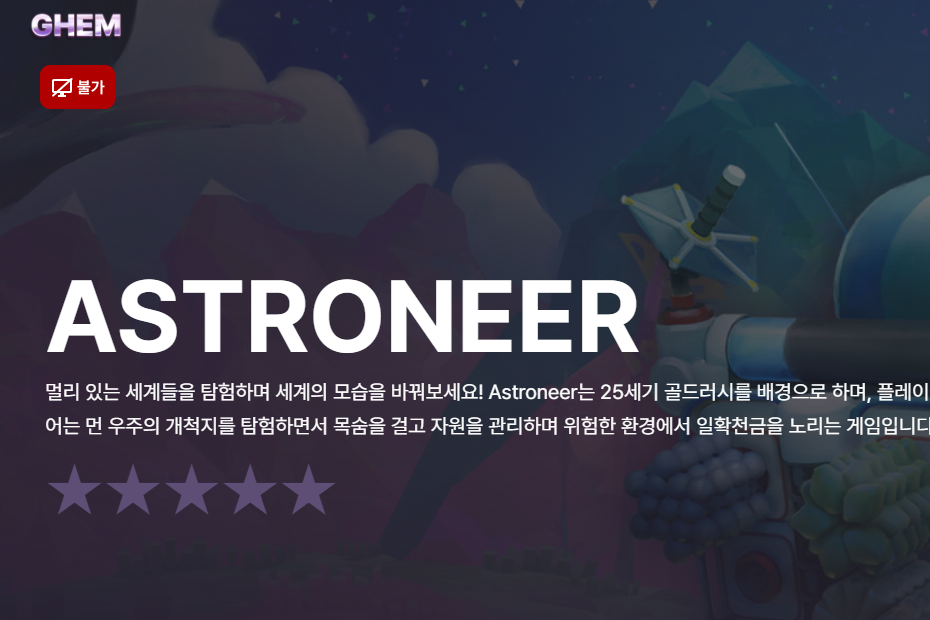 GHEM
불가
ASTRONEER
멀리 있는 세계들을 탐험하며 세계의 모습을 바꿔보세요! Astroneer는 25세기 골드러시를 배경으로 하며, 플레이
어는 먼 우주의 개척지를 탐험하면서 목숨을 걸고 자원을 관리하며 위험한 환경에서 일확천금을 노리는 게임입니다